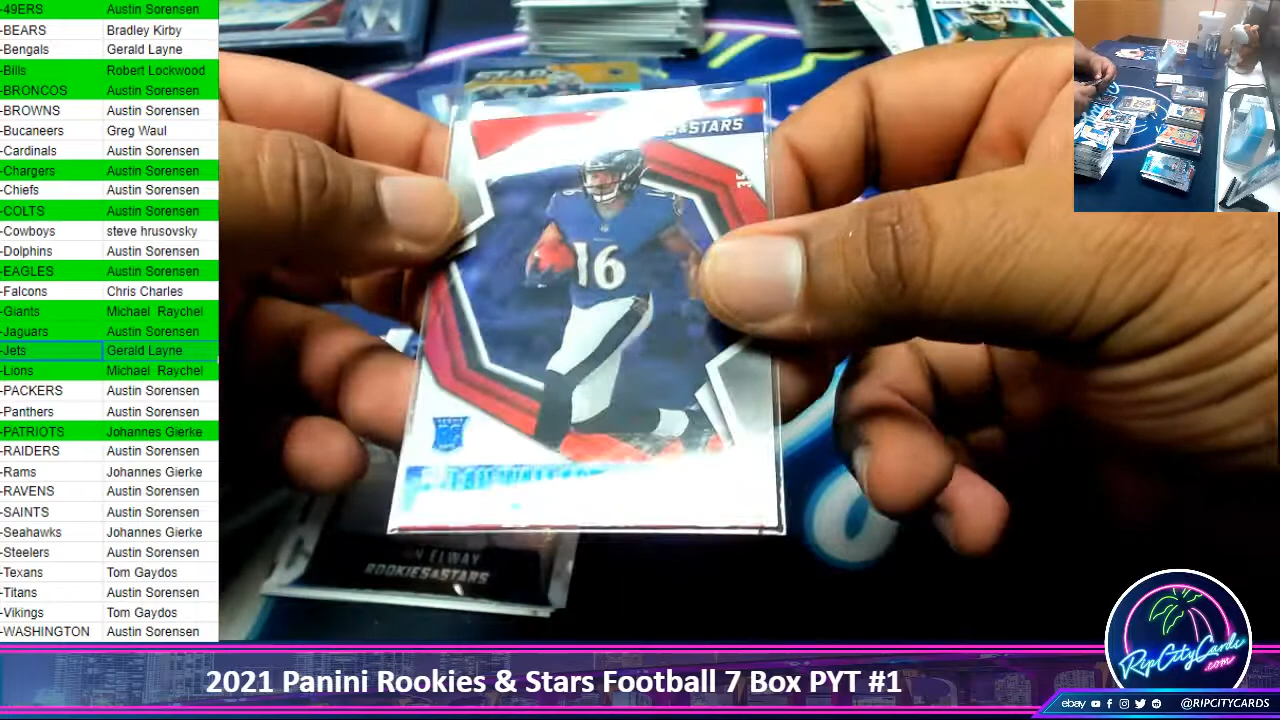 -49ERS Austin Sorensen
-BEARS Bradley Kirby
-Bengals Gerald Layne
-Bills Robert Lockwood
-BRONCOS Austin Sorensen
-BROWNS Austin Sorensen
-Bucaneers Greg Waul
-Cardinals Austin Sorensen
-Chargers Austin Sorensen
-Chiefs Austin Sorensen
-COLTS Austin Sorensen
-Cowboys steve hrusovsky
-Dolphins Austin Sorensen
-EAGLES Austin Sorensen
-Falcons Chris Charles
-Giants Michael Raychel
-Jaguars Austin Sorensen
-Jets Gerald Layne
-Lions Michael Raychel
-PACKERS Austin Sorensen
-Panthers Austin Sorensen
-PATRIOTS Johannes Gierke
-RAIDERS Austin Sorensen
-Rams Johannes Gierke
-RAVENS Austin Sorensen
-SAINTS Austin Sorensen
-Seahawks Johannes Gierke
-Steelers Austin Sorensen
-Texans Tom Gaydos
-Titans Austin Sorensen
-Vikings Tom Gaydos
-WASHINGTON Austin Sorensen
&STARS
16
ELWAY
ROOKIES&STARS
RipCityCards
.com
2021 Panini Rookies & Stars Football 7 Box PYT #1
ebay @RIPCITYCARDS